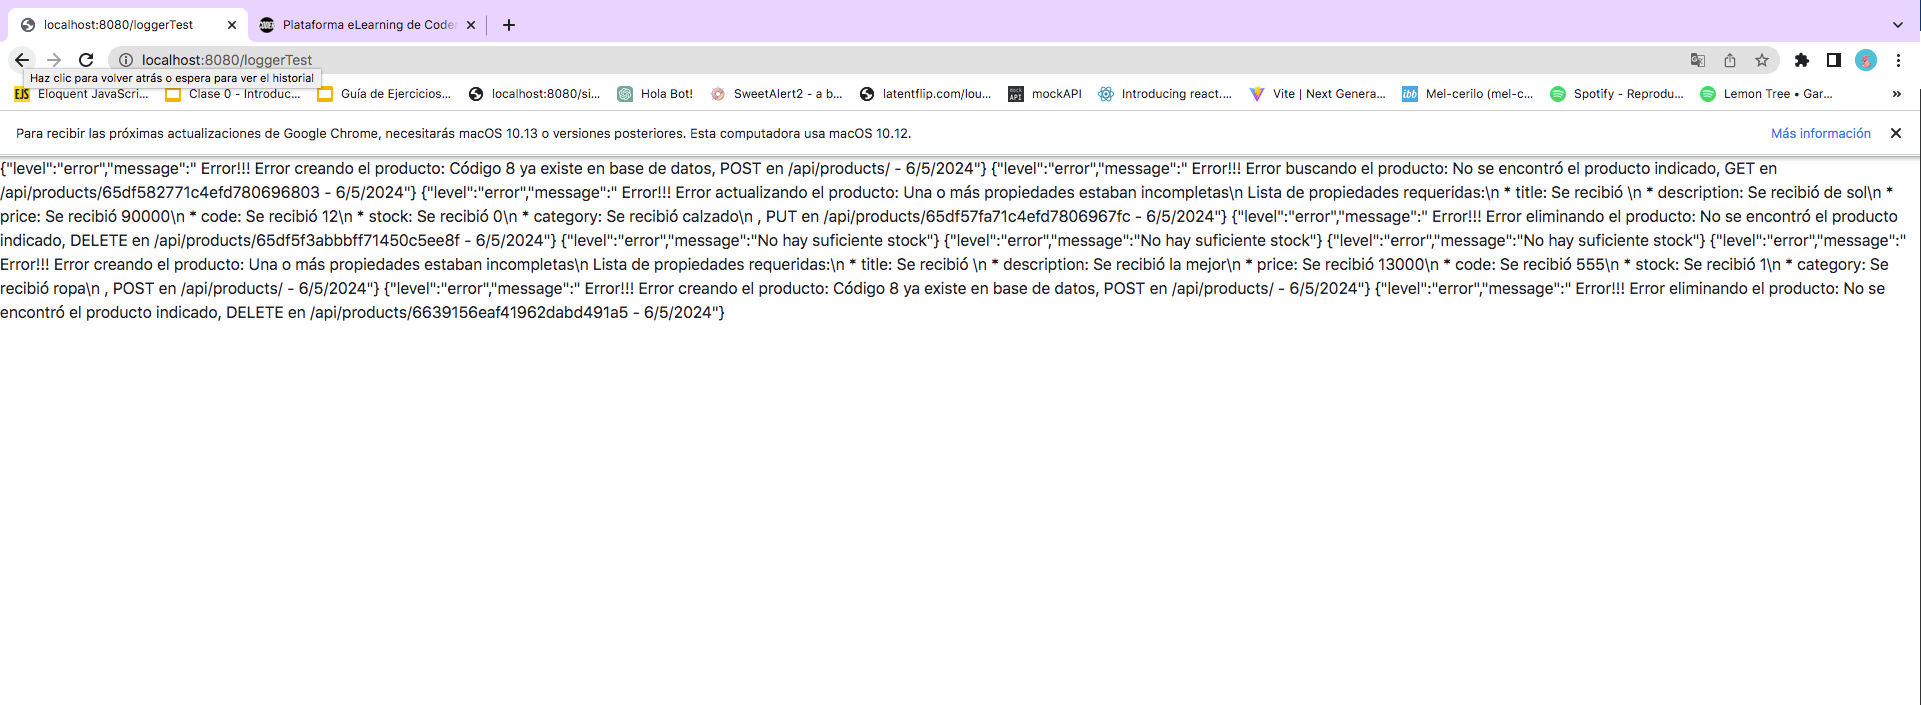 localhost:8080/loggerTest
Plataforma eLearning de Coder
localhost:8080/loggerTest
Haz clic para volver atrás o espera para ver el historial
EJS Eloquent JavaScri... Clase 0 - Introduc... Guía de Ejercicios... localhost:8080/si... Hola Bot! SweetAlert2 - a b... latentflip.com/lou... mock API mockAPI Introducing react.... Vite | Next Genera... ibb Mel-cerilo (mel-c... Spotify - Reprodu... Lemon Tree • Gar... »
Para recibir las próximas actualizaciones de Google Chrome, necesitarás macOS 10.13 o versiones posteriores. Esta computadora usa macOS 10.12. Más información
{"level":"error","message":" Error!!! Error creando el producto: Código 8 ya existe en base de datos, POST en /api/products/ - 6/5/2024"} {"level":"error","message":" Error!!! Error buscando el producto: No se encontró el producto indicado, GET en
/api/products/65df582771c4efd780696803 - 6/5/2024"} {"level":"error","message":" Error!!! Error actualizando el producto: Una o más propiedades estaban incompletas\n Lista de propiedades requeridas:\n * title: Se recibió \n * description: Se recibió de sol\n *
price: Se recibió 90000\n * code: Se recibió 12\n * stock: Se recibió 0\n * category: Se recibió calzado\n , PUT en /api/products/65df57fa71c4efd7806967fc - 6/5/2024"} {"level":"error","message":" Error!!! Error eliminando el producto: No se encontró el producto
indicado, DELETE en /api/products/65df5f3abbbff71450c5ee8f - 6/5/2024"} {"level":"error","message":"No hay suficiente stock"} {"level":"error","message":"No hay suficiente stock"} {"level":"error","message":"No hay suficiente stock"} {"level":"error","message":"
Error!!! Error creando el producto: Una o más propiedades estaban incompletas\n Lista de propiedades requeridas:\n * title: Se recibió \n * description: Se recibió la mejor\n * price: Se recibió 13000\n * code: Se recibió 555\n * stock: Se recibió 1\n * category: Se
recibió ropa\n , POST en /api/products/ - 6/5/2024"} {"level":"error","message":" Error!!! Error creando el producto: Código 8 ya existe en base de datos, POST en /api/products/ - 6/5/2024"} {"level":"error","message":" Error!!! Error eliminando el producto: No se
encontró el producto indicado, DELETE en /api/products/6639156eaf41962dabd491a5 - 6/5/2024"}